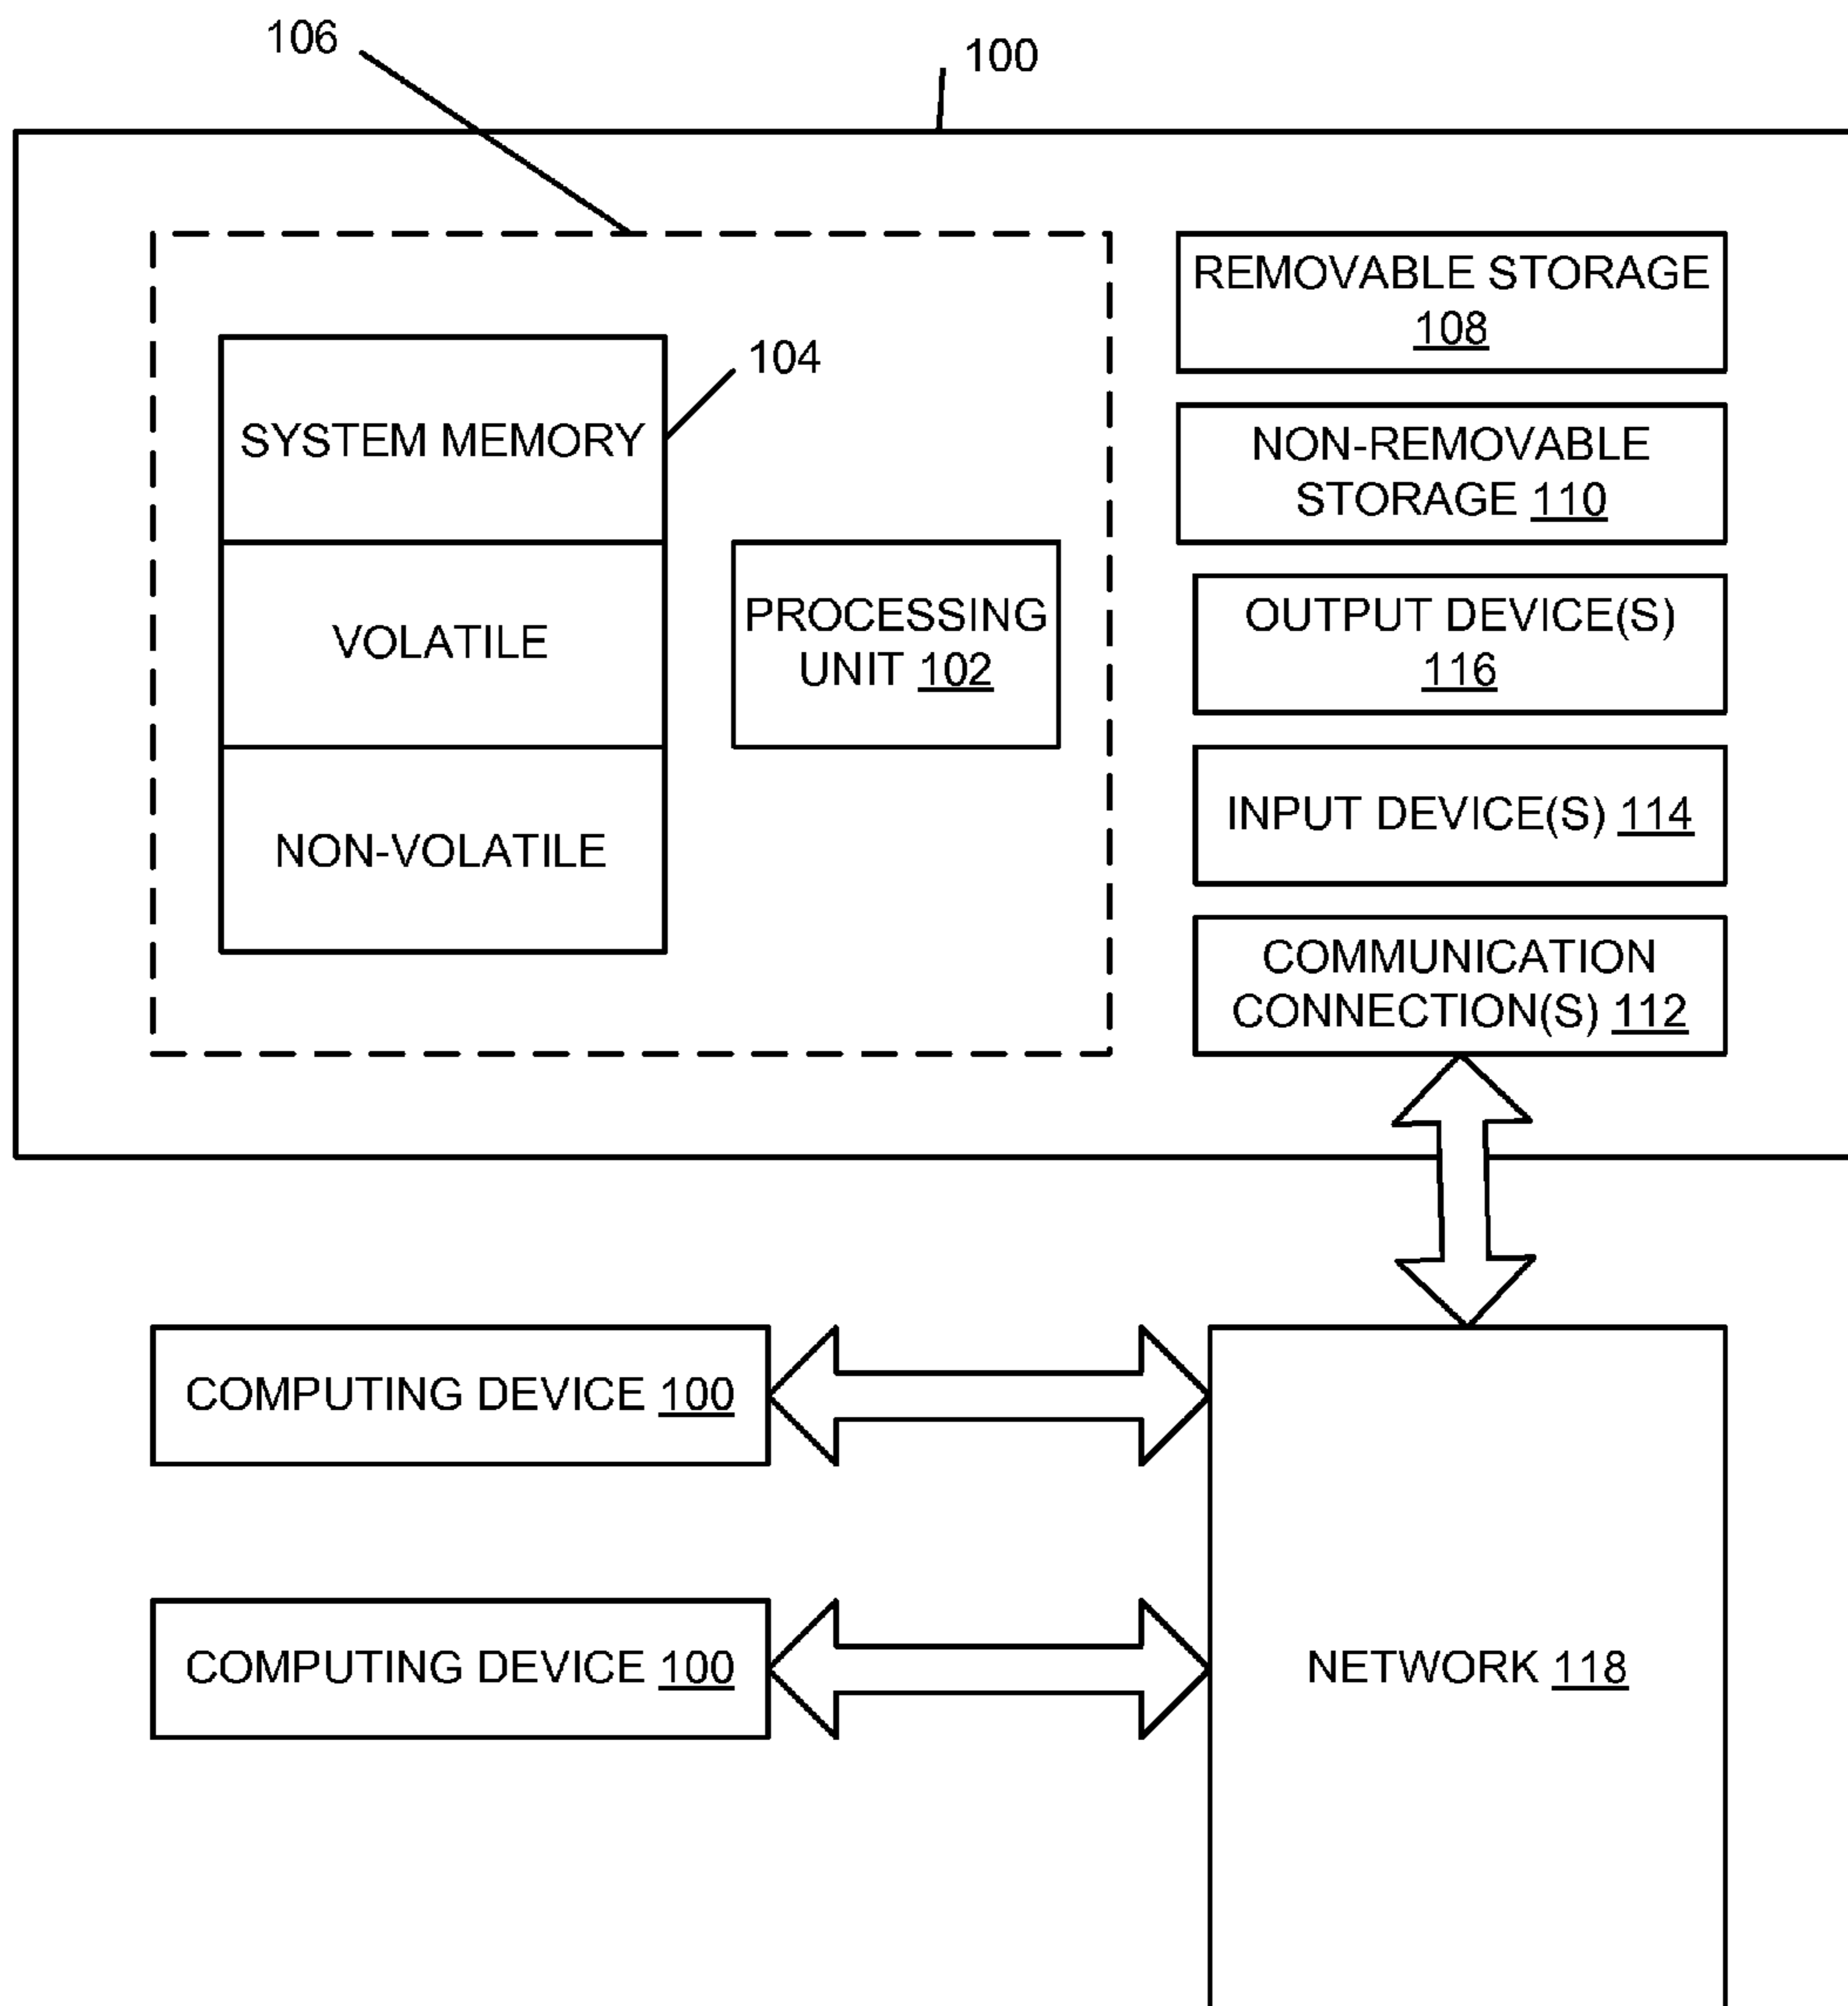 106
100
SYSTEM MEMORY
104
VOLATILE
NON-VOLATILE
PROCESSING
UNIT 102
REMOVABLE STORAGE
108
NON-REMOVABLE
STORAGE 110
OUTPUT DEVICE(S)
116
INPUT DEVICE(S) 114
COMMUNICATION
CONNECTION(S) 112
COMPUTING DEVICE 100
COMPUTING DEVICE 100
NETWORK 118